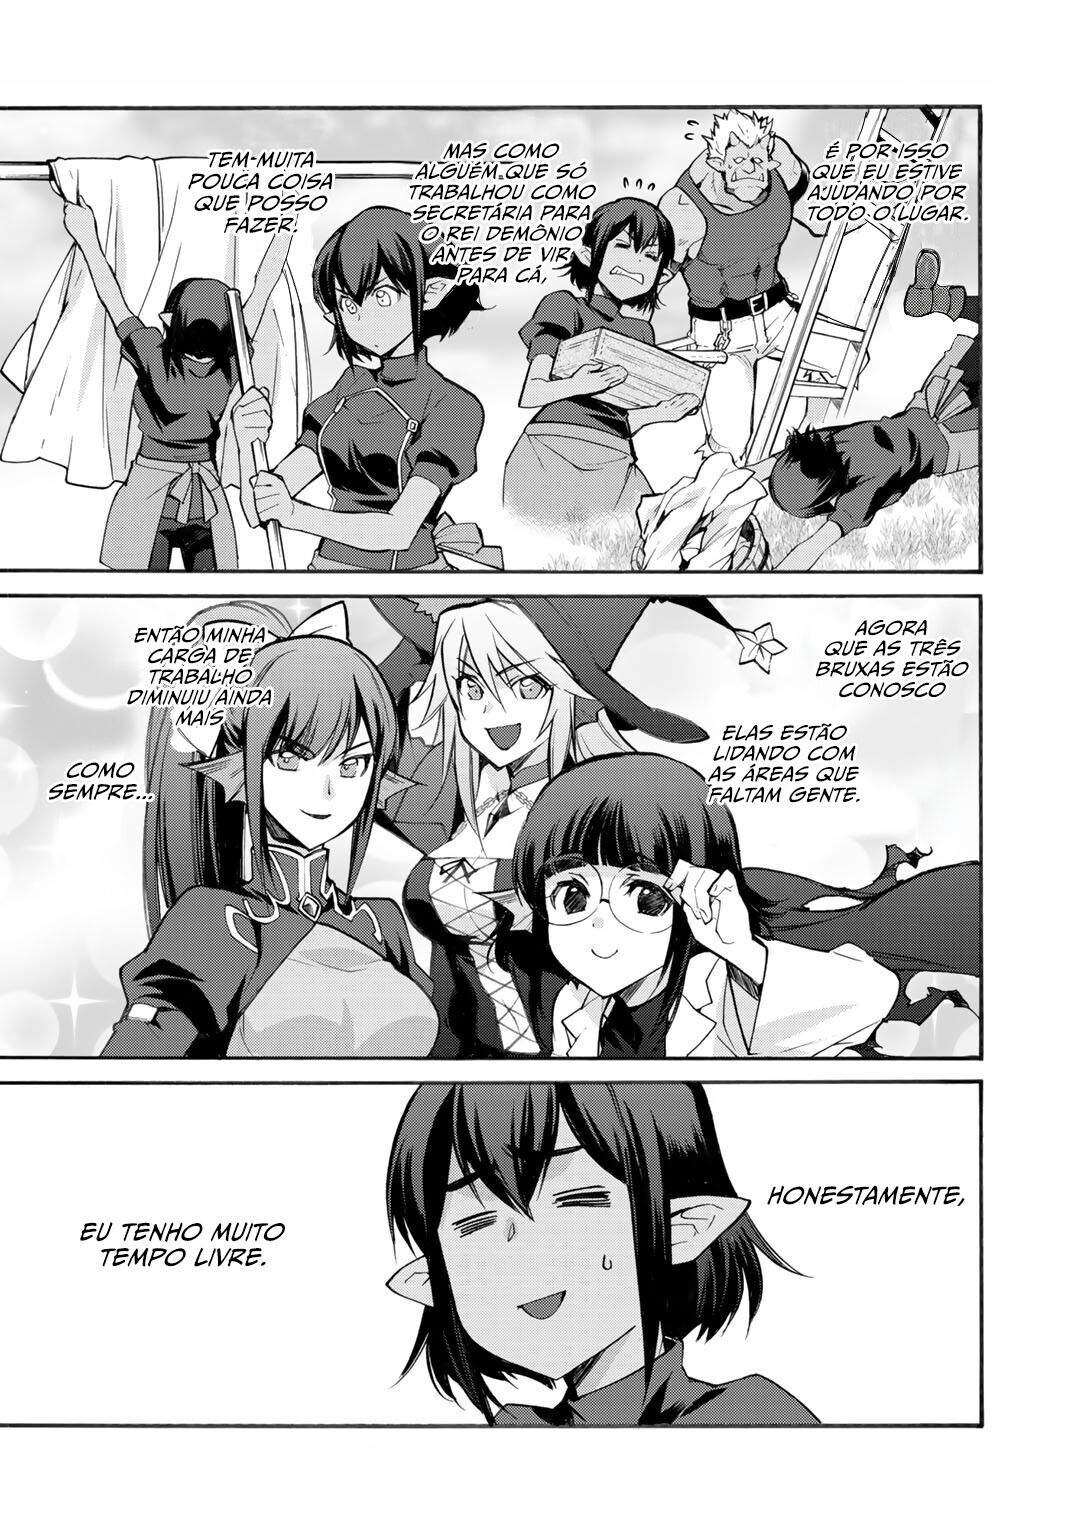 É POR ISSO
QUE EU ESTIVE
AJUDANDO POR
TODO O LUGAR.
MAS COMO
ALGUÉM QUE SÓ
TRABALHOU COMO
SECRETÁRIA PARA
O REI DEMÔNIO
ANTES DE VIR
PARA CÁ,
TEM MUITA
POUCA COISA
QUE POSSO
FAZER!
AGORA
QUE AS TRÊS
BRUXAS ESTÃO
CONOSCO
ELAS ESTÃO
LIDANDO COM
AS ÁREAS QUE
FALTAM GENTE.
ENTÃO MINHA
CARGA DE
TRABALHO
DIMINUIU AINDA
MAIS
COMO
SEMPRE...
HONESTAMENTE,
EU TENHO MUITO
TEMPO LIVRE.